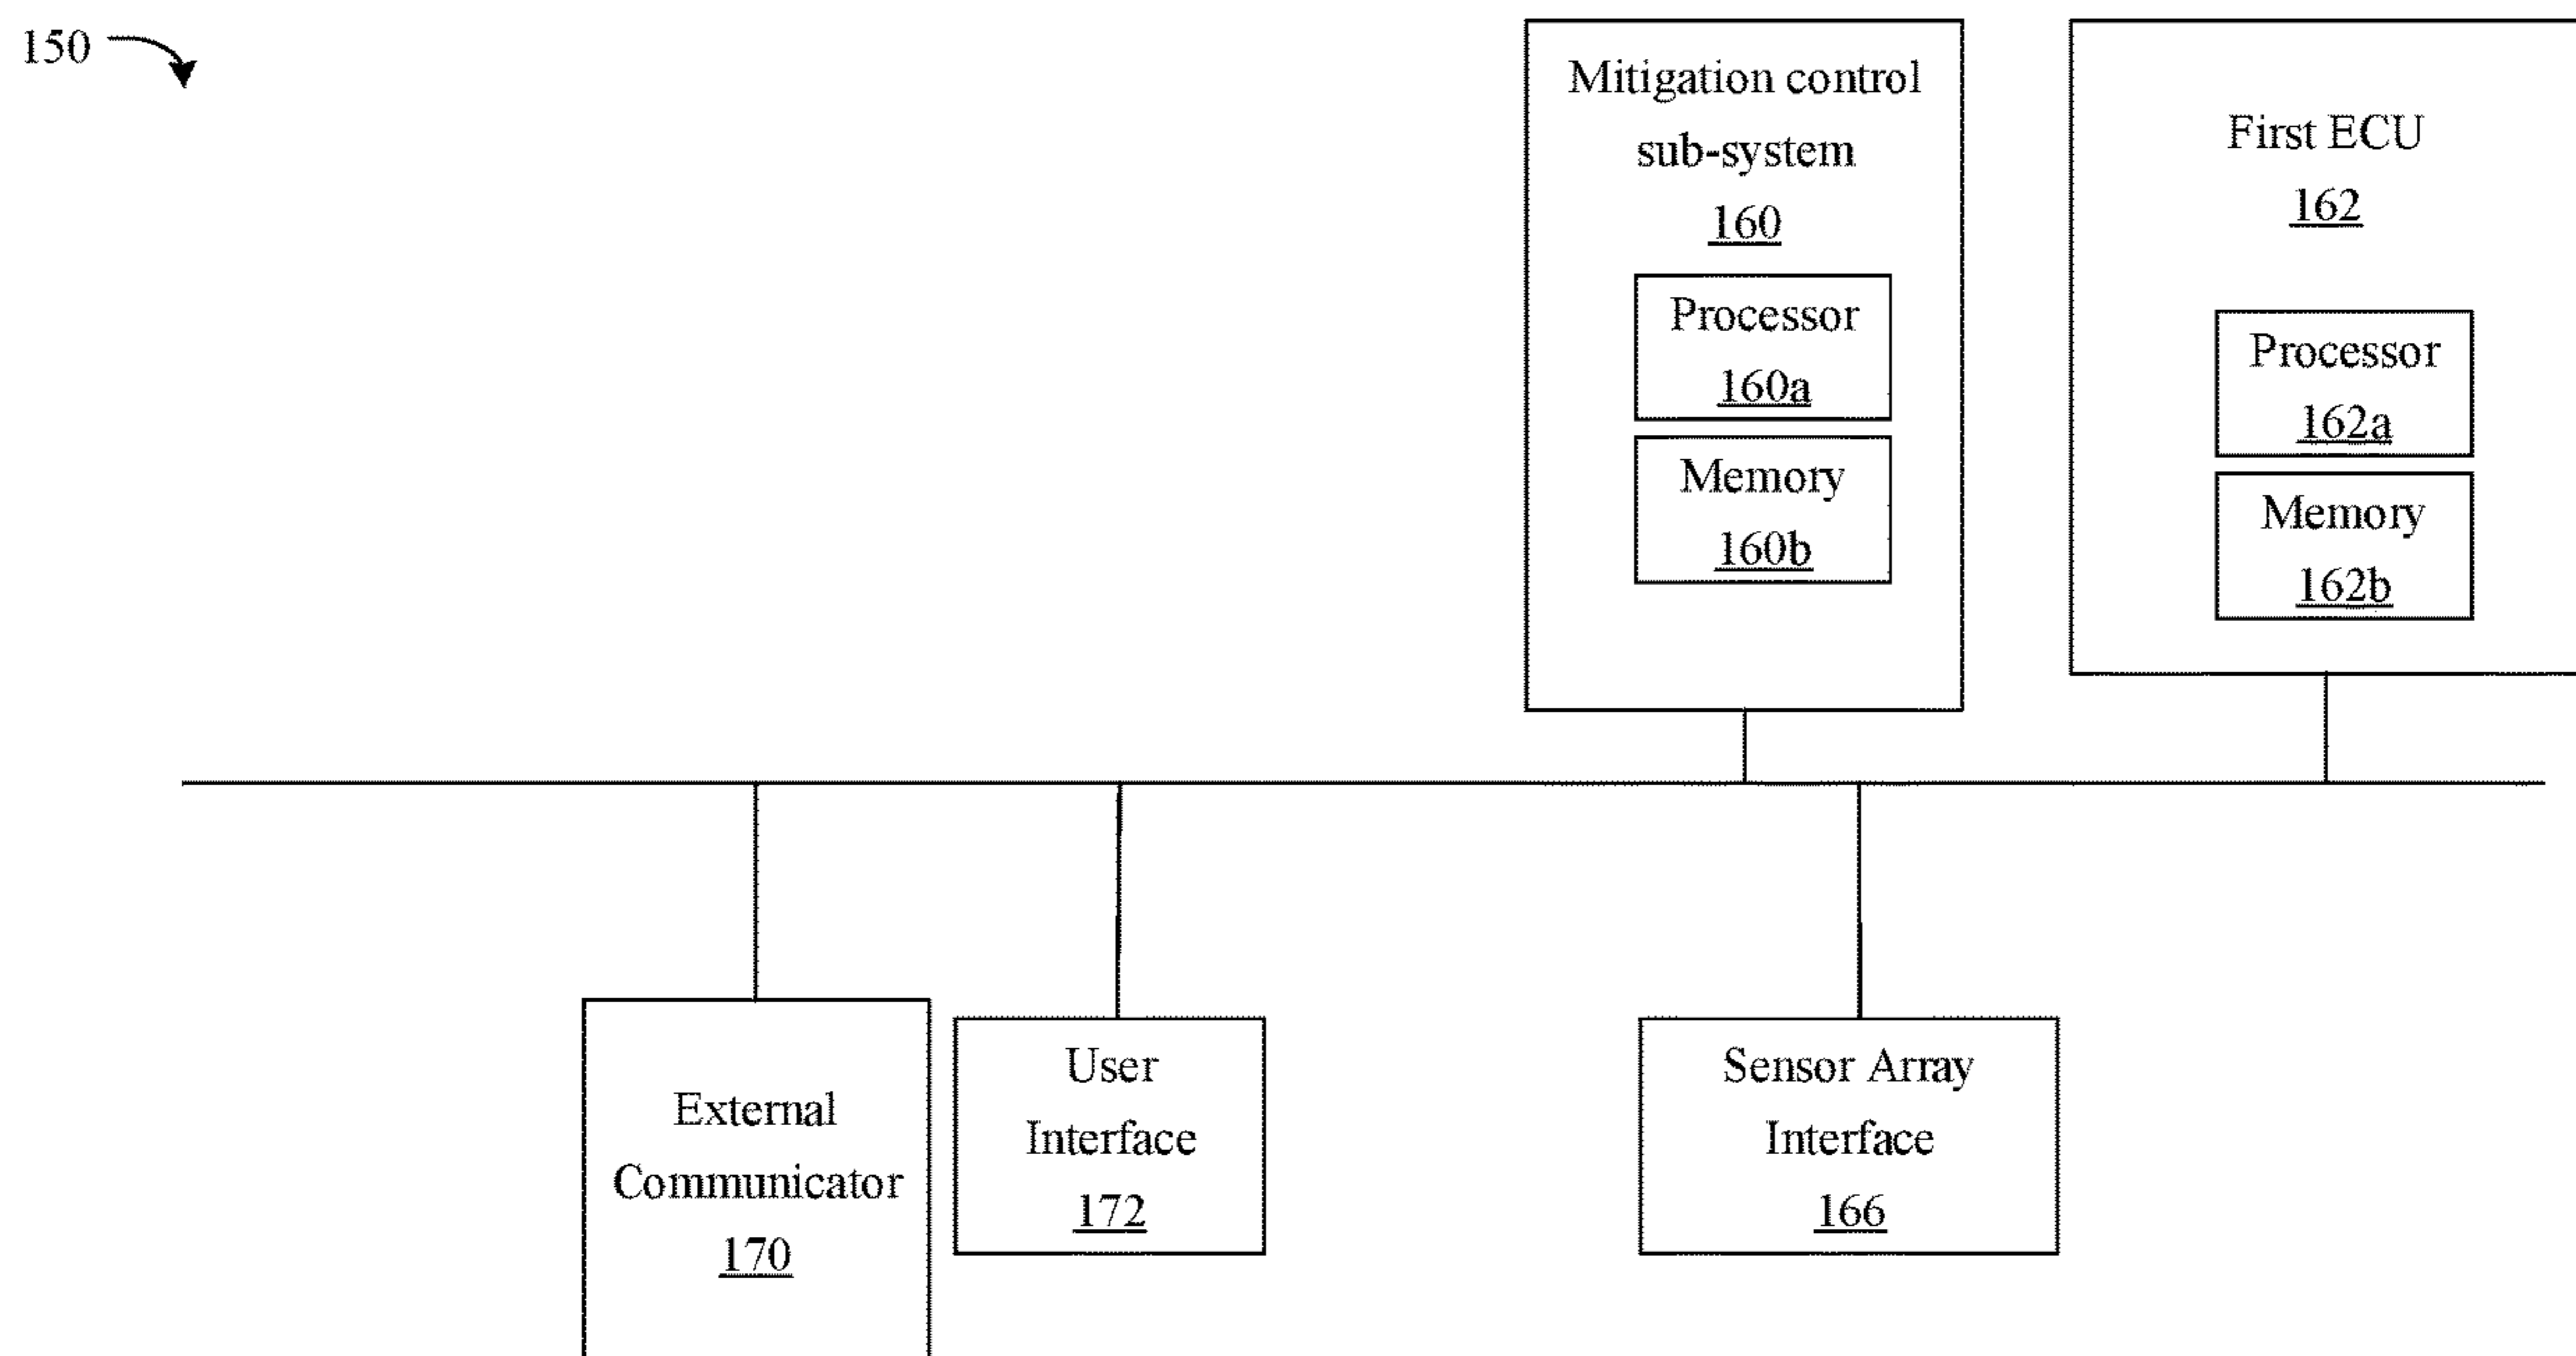 150
Mitigation control
sub-system
160
Processor
160a
Memory
160b
First ECU
162
Processor
162a
Memory
162b
External
Communicator
170
User
Interface
172
Sensor Array
Interface
166